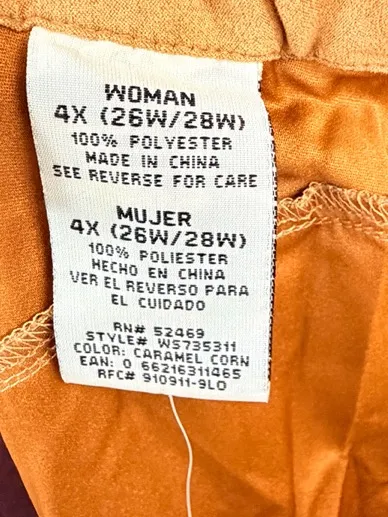 WOMAN
4X (26W/28W)
100% POLYESTER
MADE IN CHINA
SEE REVERSE FOR CARE
MUJER
4X (26W/28W)
100% POLIESTER
HECHO EN CHINA
VER EL REVERSO PARA
EL CUIDADO
RN# 52469
STYLE# WS735311
COLOR: CARAMEL CORN
EAN: 0 66216311465
RFC# 910911-9L0